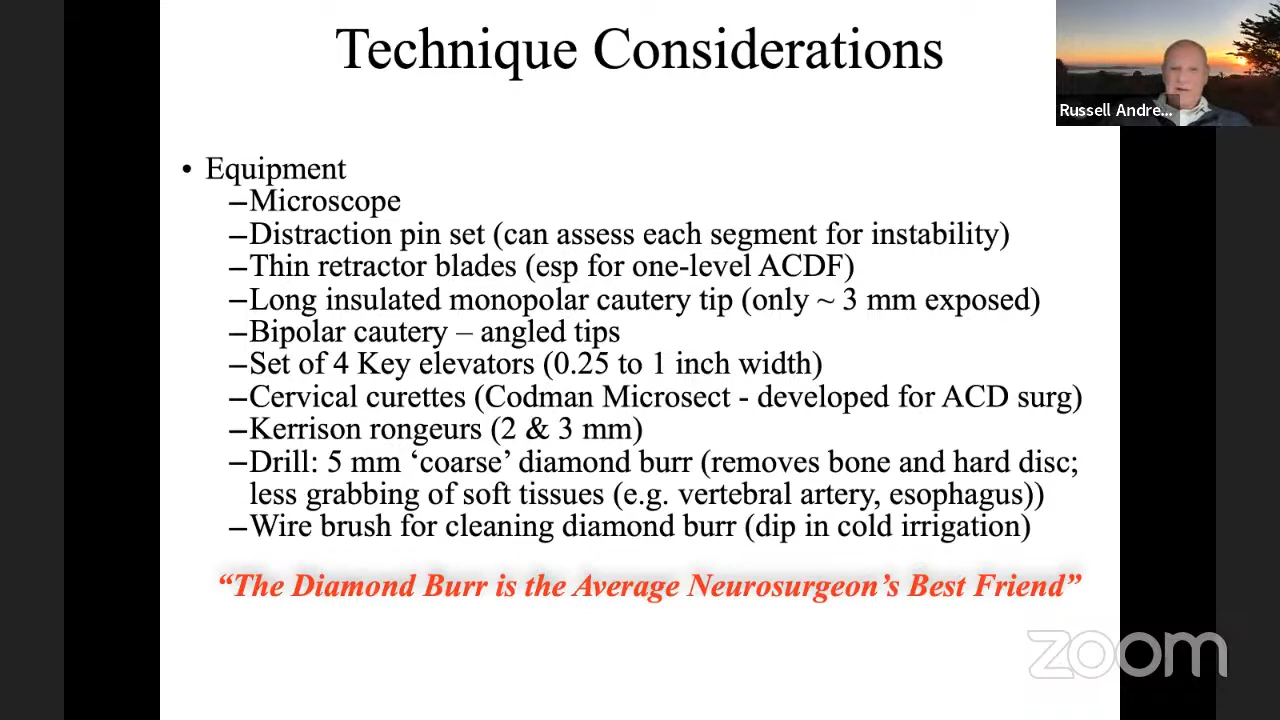 Technique Considerations
Russell Andre...
• Equipment
–Microscope
–Distraction pin set (can assess each segment for instability)
–Thin retractor blades (esp for one-level ACDF)
–Long insulated monopolar cautery tip (only ~ 3 mm exposed)
–Bipolar cautery – angled tips
–Set of 4 Key elevators (0.25 to 1 inch width)
–Cervical curettes (Codman Microsect - developed for ACD surg)
–Kerrison rongeurs (2 & 3 mm)
–Drill: 5 mm ‘coarse’ diamond burr (removes bone and hard disc;
less grabbing of soft tissues (e.g. vertebral artery, esophagus))
–Wire brush for cleaning diamond burr (dip in cold irrigation)
“The Diamond Burr is the Average Neurosurgeon’s Best Friend”
zoom